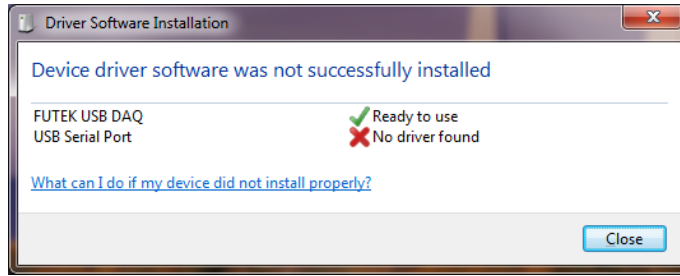 Driver Software Installation
Device driver software was not successfully installed
FUTEK USB DAQ Ready to use
USB Serial Port No driver found
What can I do if my device did not install properly?
Close